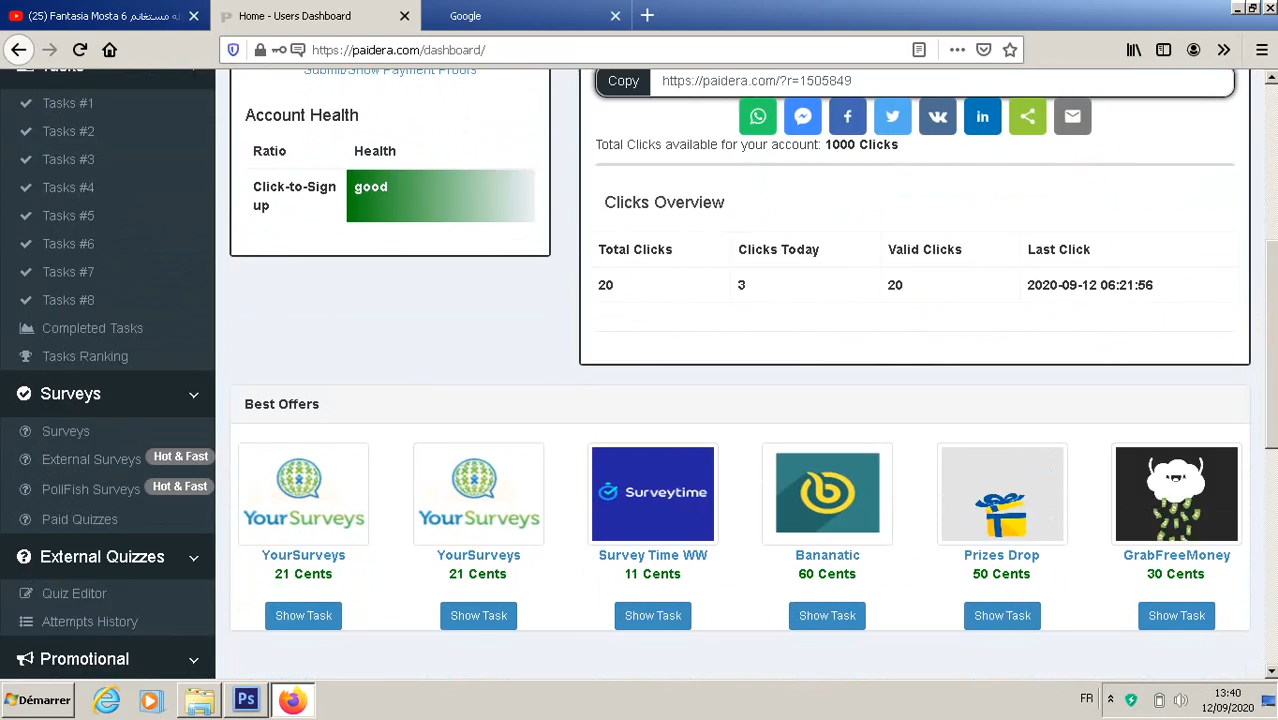 (25) Fantasia Mosta 6 مستغانم
Home - Users Dashboard
Google
https://paidera.com/dashboard/
Tasks #1
Tasks #2
Tasks #3
Tasks #4
Tasks #5
Tasks #6
Tasks #7
Tasks #8
Completed Tasks
Tasks Ranking
Surveys
Surveys
External Surveys Hot & Fast
PollFish Surveys Hot & Fast
Paid Quizzes
External Quizzes
Quiz Editor
Attempts History
Promotional
Submit/Show Payment Proofs
Account Health
Ratio Health
Click-to-Sign up good
Copy https://paidera.com/?r=1505849
Total Clicks available for your account: 1000 Clicks
Clicks Overview
Total Clicks Clicks Today Valid Clicks Last Click
20 3 20 2020-09-12 06:21:56
Best Offers
YourSurveys YourSurveys Surveytime
YourSurveys YourSurveys Survey Time WW Bananatic Prizes Drop GrabFreeMoney
21 Cents 21 Cents 11 Cents 60 Cents 50 Cents 30 Cents
Show Task Show Task Show Task Show Task Show Task Show Task
Démarrer Ps FR 13:40
12/09/2020